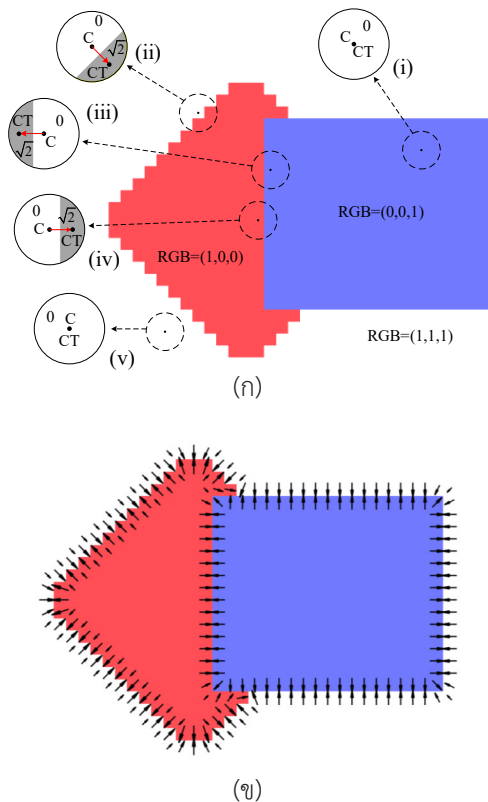 0
C
√2
CT
(ii)
0
C
CT
(i)
CT
(iii)
0
√2
C
0
√2
C
CT
(iv)
RGB=(0,0,1)
RGB=(1,0,0)
0
C
CT
(v)
RGB=(1,1,1)
(ก)
(ข)